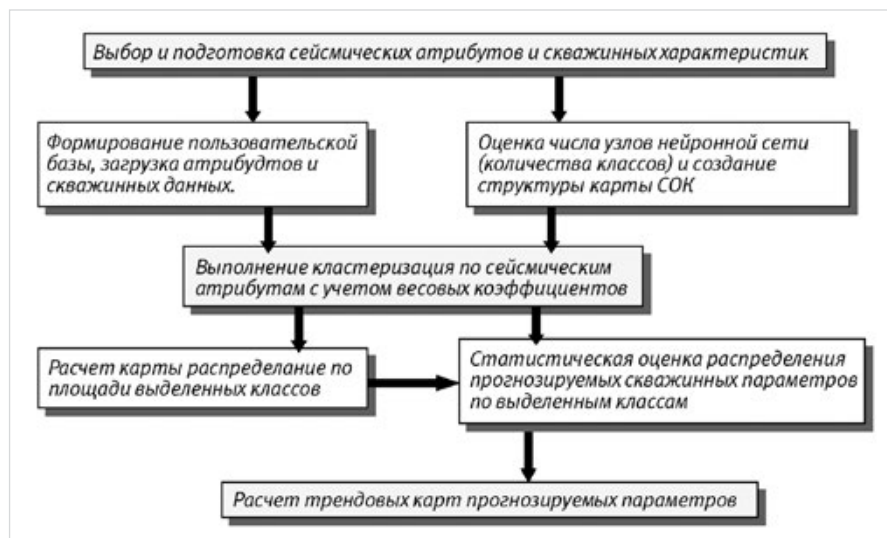 Выбор и подготовка сейсмических атрибутов и скважинных характеристик
Формирование пользовательской
базы, загрузка атрибудтов и
скважинных данных.
Оценка числа узлов нейронной сети
(количества классов) и создание
структуры карты СОК
Выполнение кластеризация по сейсмическим
атрибутам с учетом весовых коэффициентов
Расчет карты распределание по
площади выделенных классов
Статистическая оценка распределения
прогнозируемых скважинных параметров
по выделенным классам
Расчет трендовых карт прогнозируемых параметров